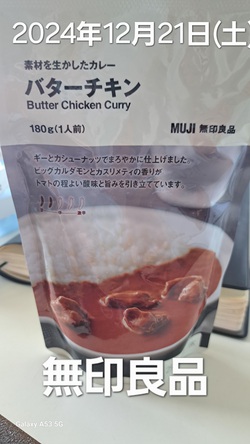 2024年12月21日(土
素材を生かしたカレー
バターチキン
Butter Chicken Curry
180g(1人前)
MUJI 無印良品
ギーとカシューナッツでまろやかに仕上げました。
ビッグカルダモンとカスリメティの香りが
トマトの程よい酸味と旨みを引き立てています。
無印良品
Galaxy A53 5G